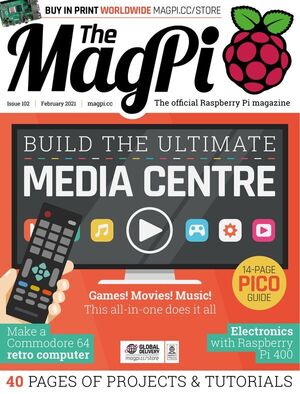 BUY IN PRINT WORLDWIDE MAGPI.CC/STORE
The
MagPi
Issue 102 | February 2021 | magpi.cc
The official Raspberry Pi magazine
BUILD THE ULTIMATE
MEDIA CENTRE
14-PAGE
PICO
GUIDE
Games! Movies! Music!
This all-in-one does it all
Make a
Commodore 64
retro computer
GLOBAL
DELIVERY
magpi.cc/store
Electronics
with Raspberry
Pi 400
40 PAGES OF PROJECTS & TUTORIALS